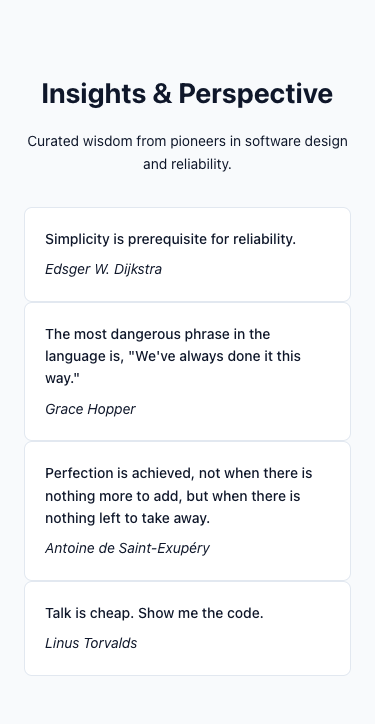 Insights & Perspective
Curated wisdom from pioneers in software design
and reliability.
Simplicity is prerequisite for reliability.
Edsger W. Dijkstra
The most dangerous phrase in the
language is, "We've always done it this
way."
Grace Hopper
Perfection is achieved, not when there is
nothing more to add, but when there is
nothing left to take away.
Antoine de Saint-Exupéry
Talk is cheap. Show me the code.
Linus Torvalds